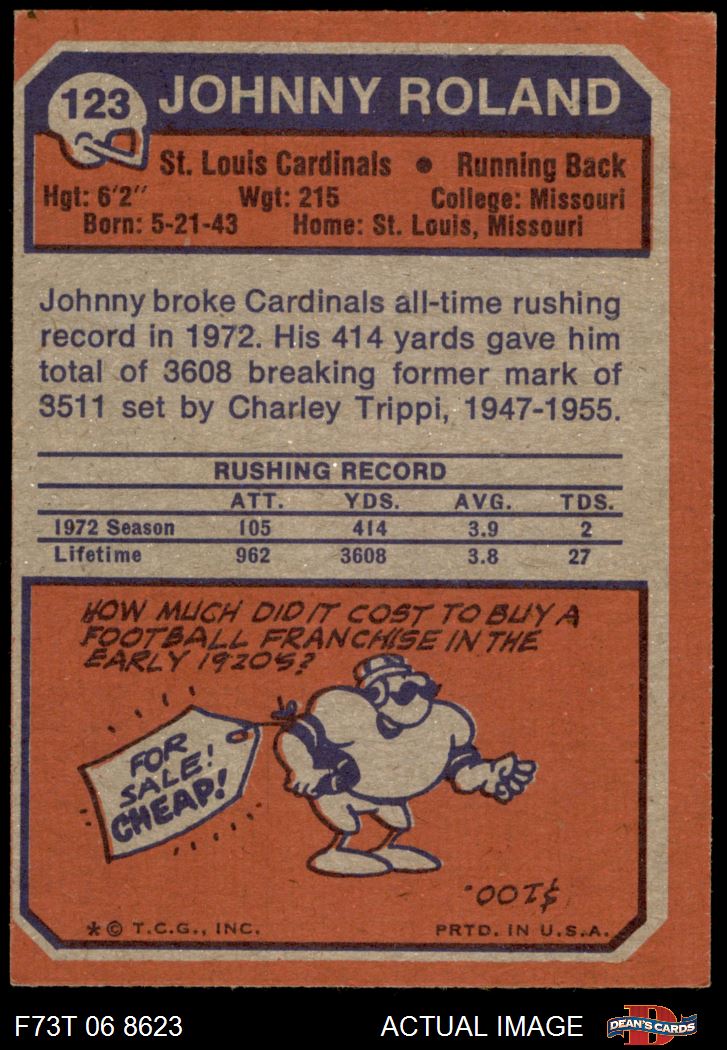 123 JOHNNY ROLAND
St. Louis Cardinals • Running Back
Hgt: 6'2" Wgt: 215 College: Missouri
Born: 5-21-43 Home: St. Louis, Missouri
Johnny broke Cardinals all-time rushing
record in 1972. His 414 yards gave him
total of 3608 breaking former mark of
3511 set by Charley Trippi, 1947-1955.
RUSHING RECORD
ATT. YDS. AVG. TDS.
1972 Season 105 414 3.9 2
Lifetime 962 3608 3.8 27
HOW MUCH DID IT COST TO BUY A
FOOTBALL FRANCHISE IN THE
EARLY 1920'S?
FOR
SALE!
CHEAP!
$100.
* © T.C.G., INC. PRTD. IN U.S.A.
F73T 06 8623 ACTUAL IMAGE D DEAN'S CARDS